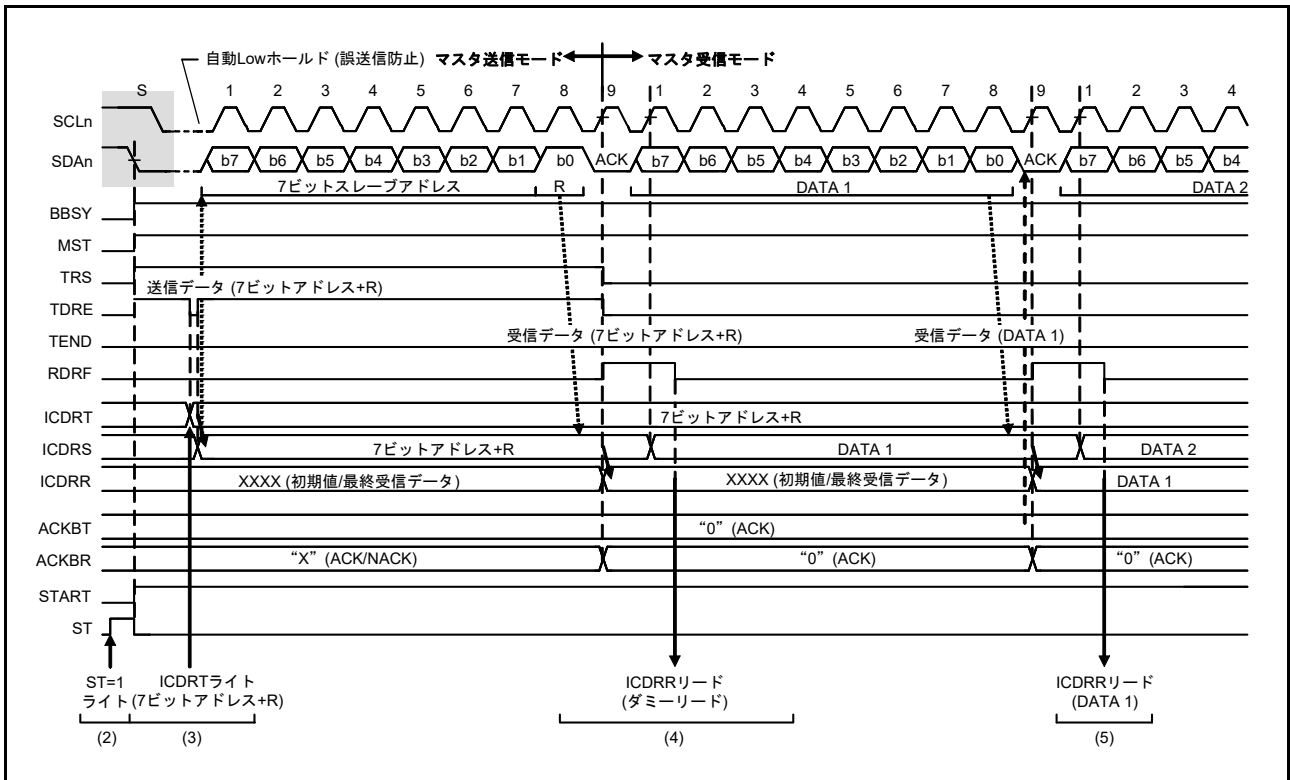 自動Lowホールド (誤送信防止) マスタ送信モード マスタ受信モード
S 1 2 3 4 5 6 7 8 9 1 2 3 4 5 6 7 8 9 1 2 3 4
SCLn
SDAn b7 b6 b5 b4 b3 b2 b1 b0 ACK b7 b6 b5 b4 b3 b2 b1 b0 ACK b7 b6 b5 b4
7ビットスレーブアドレス R DATA 1 DATA 2
BBSY
MST
TRS
送信データ (7ビットアドレス+R)
TDRE
受信データ (7ビットアドレス+R) 受信データ (DATA 1)
TEND
RDRF
ICDRT 7ビットアドレス+R
ICDRS 7ビットアドレス+R DATA 1 DATA 2
ICDRR XXXX (初期値/最終受信データ) XXXX (初期値/最終受信データ) DATA 1
ACKBT “0” (ACK)
ACKBR “X” (ACK/NACK) “0” (ACK) “0” (ACK)
START
ST
ST=1 ICDRTライト ICDRRリード ICDRRリード
ライト (7ビットアドレス+R) (ダミーリード) (DATA 1)
(2) (3) (4) (5)